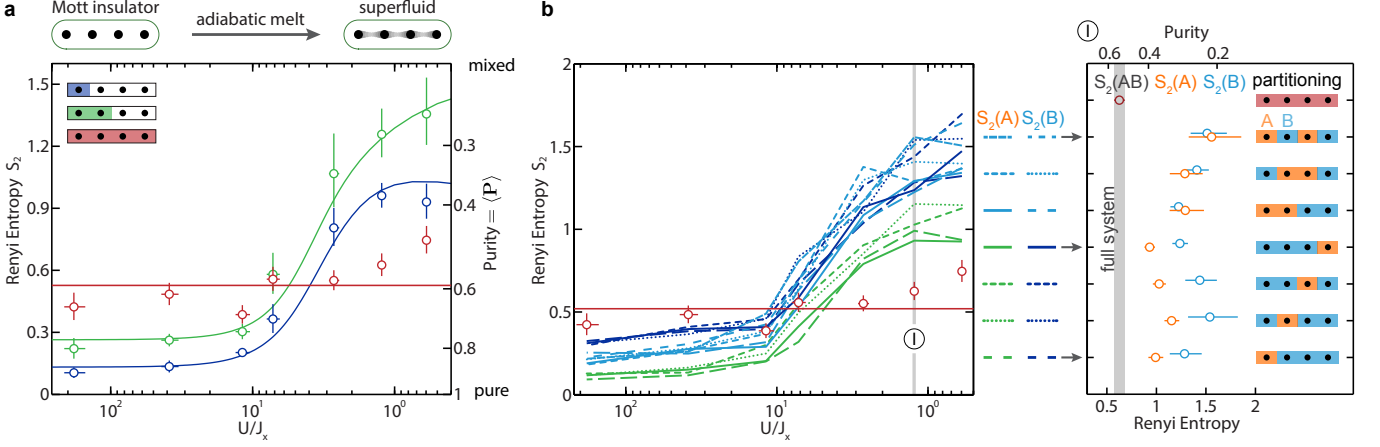 a
Mott insulator
adiabatic melt
superfluid
mixed
1.5
1.2
0.9
0.6
0.3
0
Renyi Entropy S2
0.3
0.4
0.6
0.8
1
pure
Purity = ⟨P⟩
10²
10¹
10⁰
U/Jx
b
2
1.5
1
0.5
0
Renyi Entropy S2
10²
10¹
10⁰
U/Jx
I
S2(A) S2(B)
I
Purity
0.6 0.4 0.2
S2(AB) S2(A) S2(B) partitioning
A B
full system
0.5 1 1.5 2
Renyi Entropy